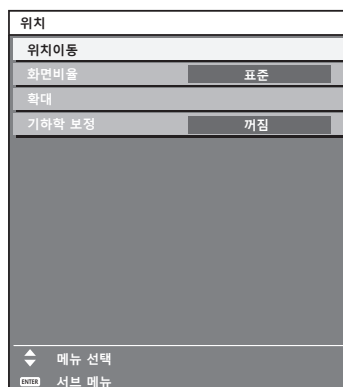 위치
위치이동
화면비율 표준
확대
기하학 보정 꺼짐
메뉴 선택
ENTER 서브 메뉴